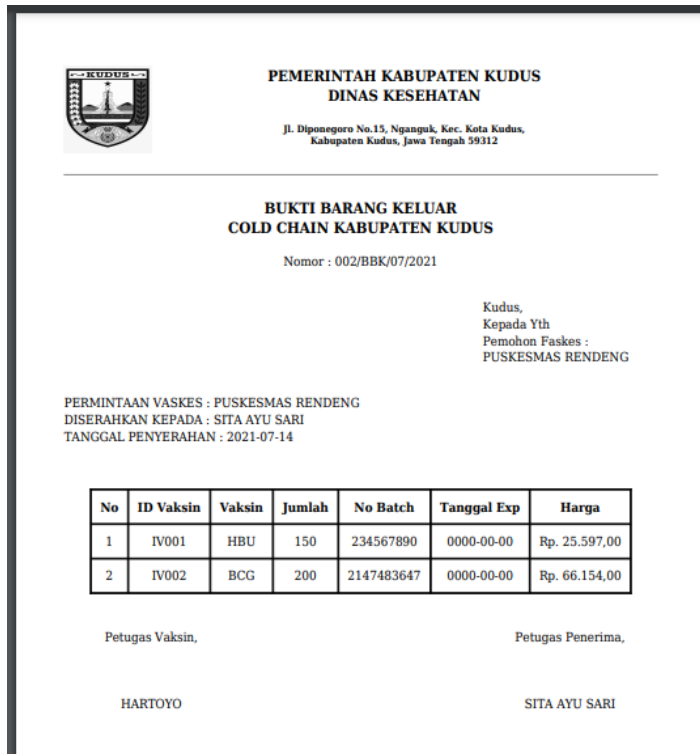 KUDUS
PEMERINTAH KABUPATEN KUDUS
DINAS KESEHATAN
Jl. Diponegoro No.15, Nganguk, Kec. Kota Kudus,
Kabupaten Kudus, Jawa Tengah 59312
BUKTI BARANG KELUAR
COLD CHAIN KABUPATEN KUDUS
Nomor : 002/BBK/07/2021
Kudus,
Kepada Yth
Pemohon Faskes :
PUSKESMAS RENDENG
PERMINTAAN VASKES : PUSKESMAS RENDENG
DISERAHKAN KEPADA : SITA AYU SARI
TANGGAL PENYERAHAN : 2021-07-14
No ID Vaksin Vaksin Jumlah No Batch Tanggal Exp Harga
1 IV001 HBU 150 234567890 0000-00-00 Rp. 25.597,00
2 IV002 BCG 200 2147483647 0000-00-00 Rp. 66.154,00
Petugas Vaksin, Petugas Penerima,
HARTOYO SITA AYU SARI